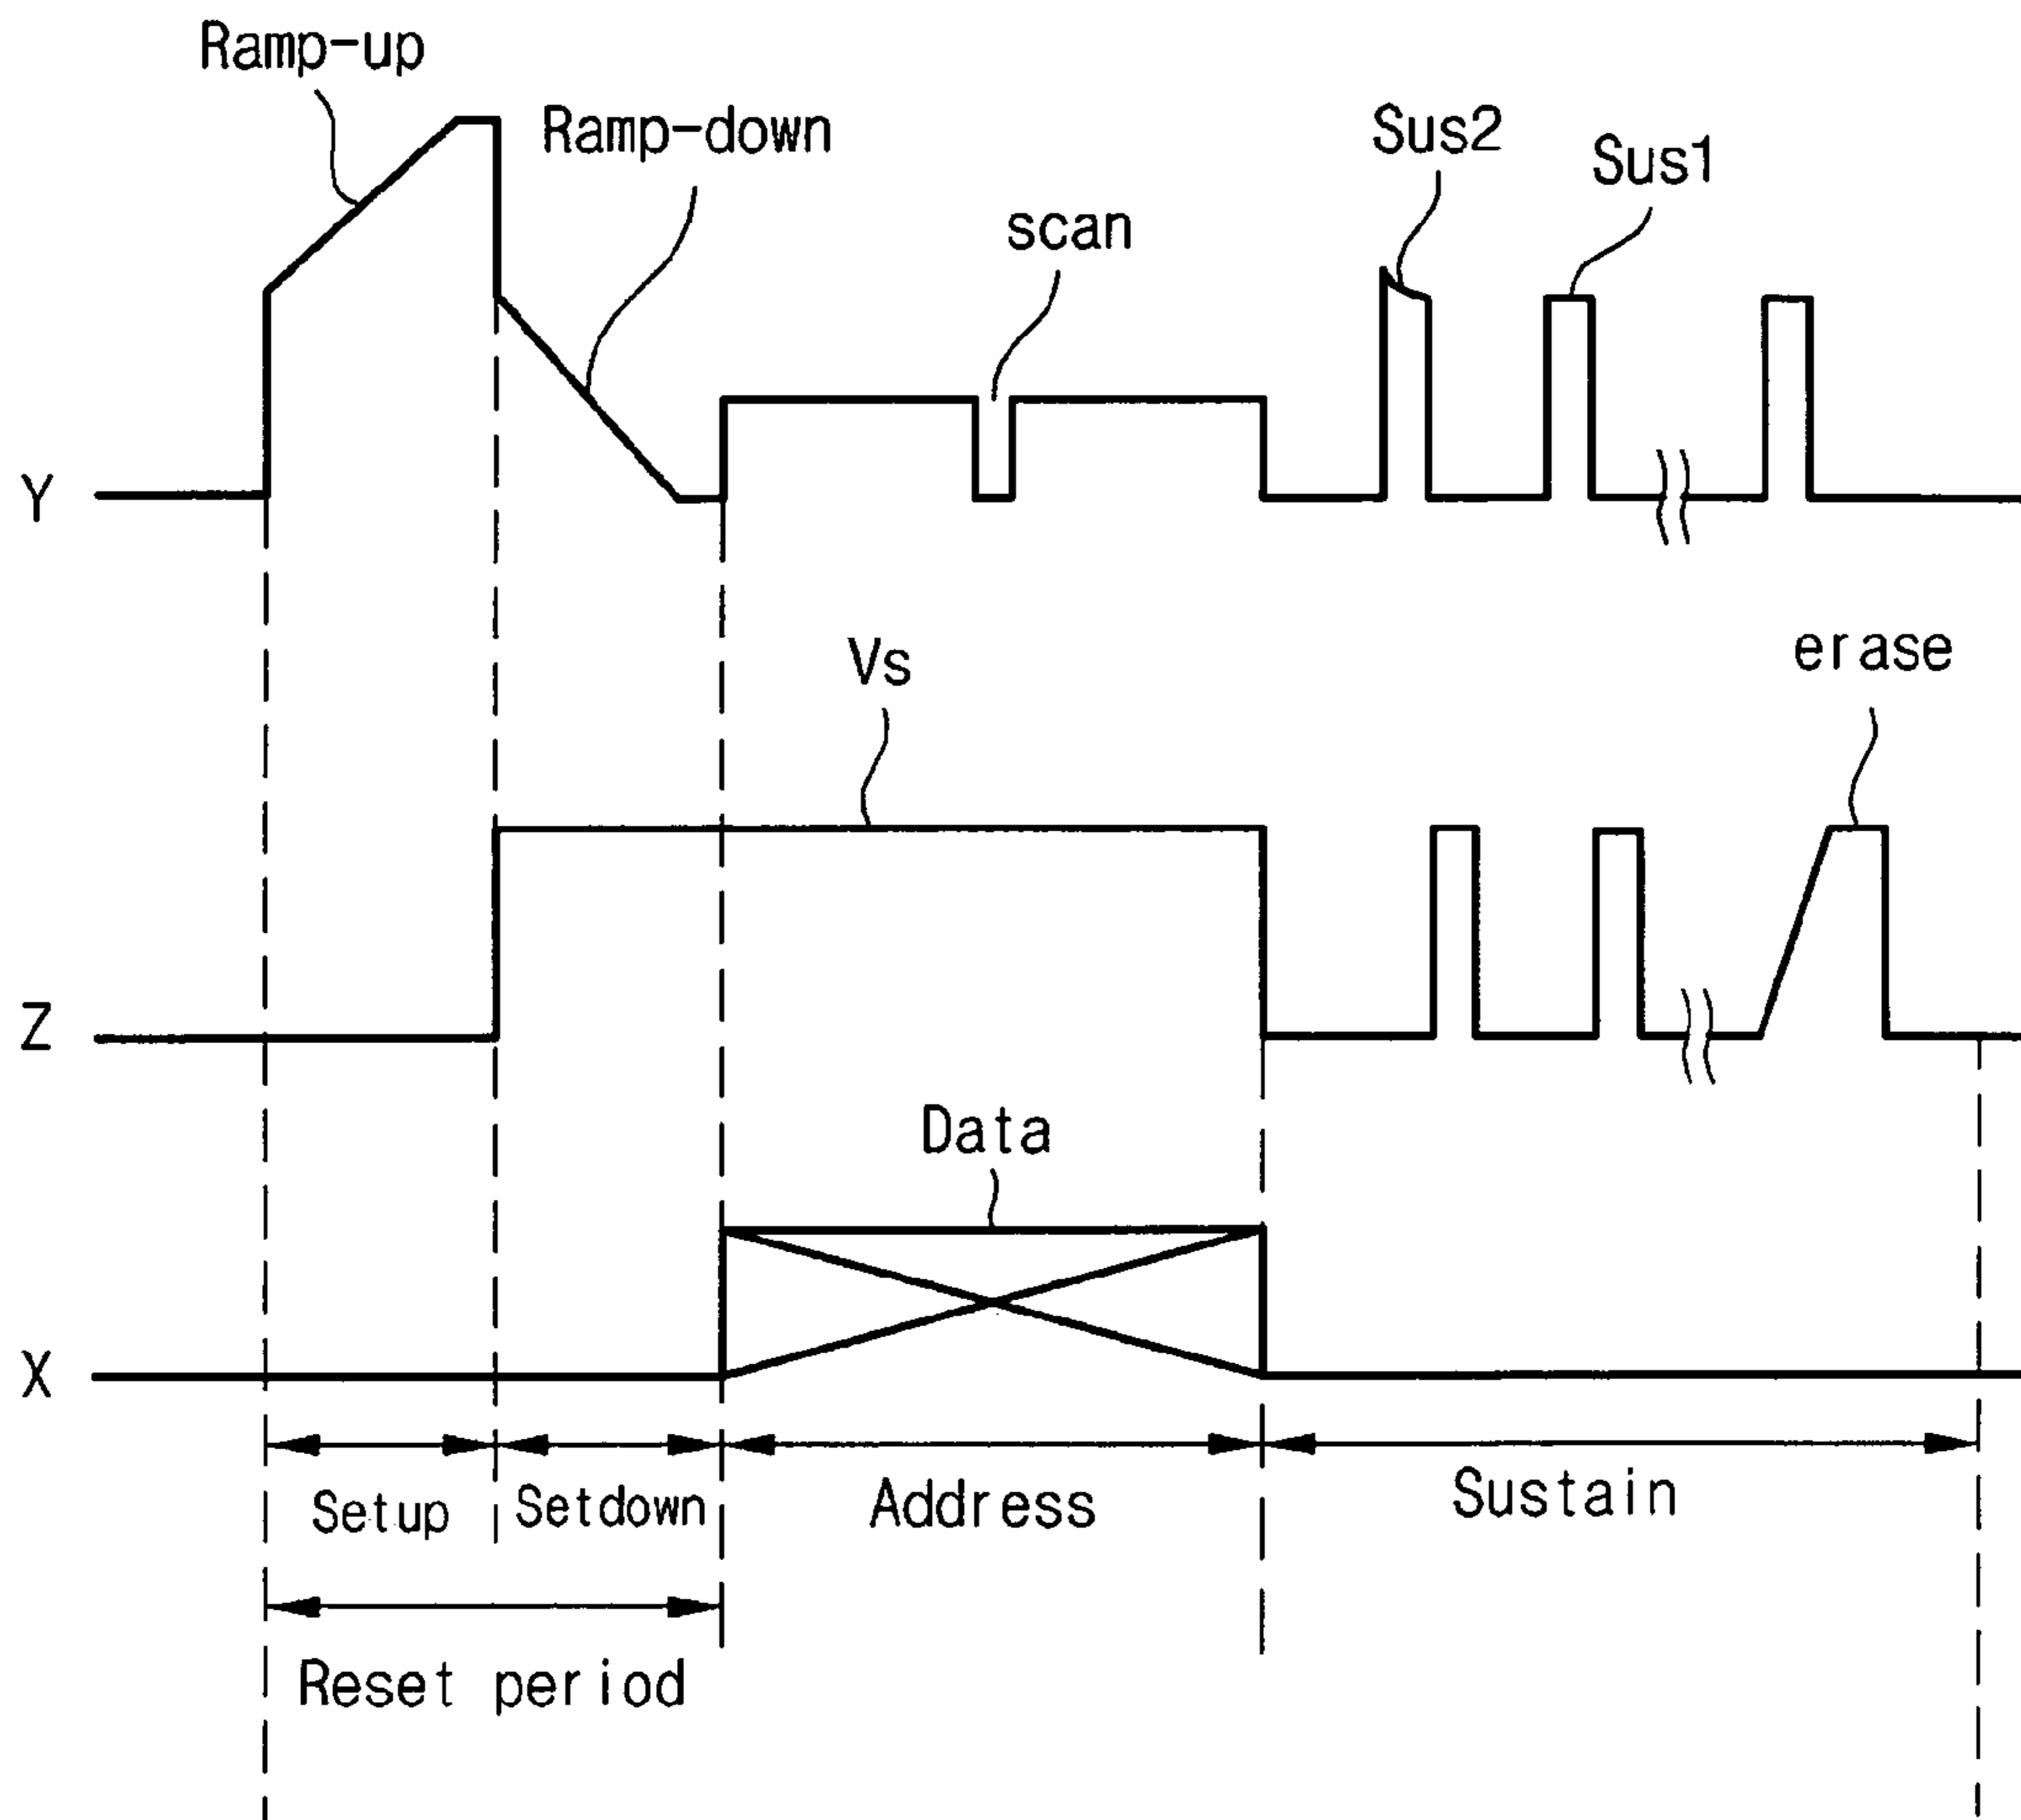 Ramp-up
Ramp-down
Sus2
Sus1
scan
Y
Vs
erase
Z
Data
X
Setup
Setdown
Address
Sustain
Reset period